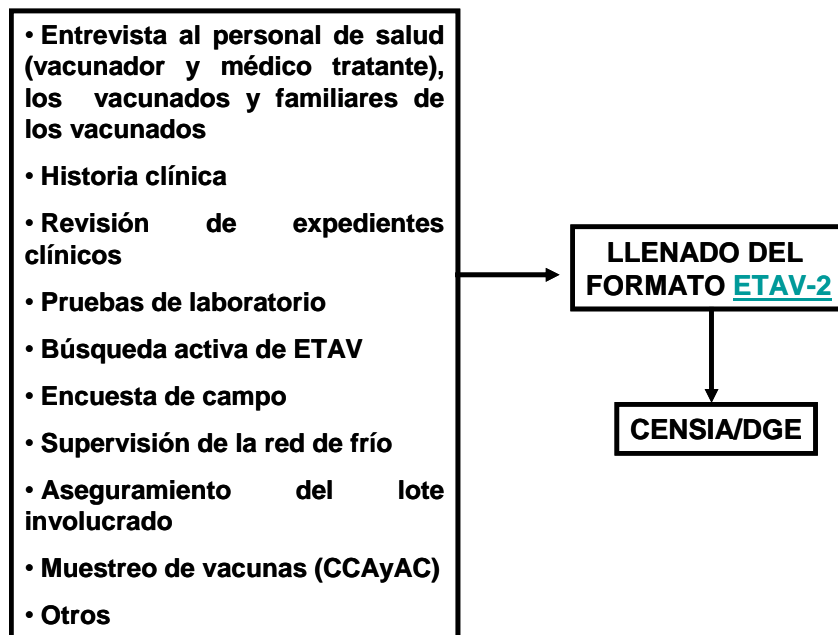 • Entrevista al personal de salud
(vacunador y médico tratante),
los vacunados y familiares de
los vacunados
• Historia clínica
• Revisión de expedientes
clínicos
• Pruebas de laboratorio
• Búsqueda activa de ETAV
• Encuesta de campo
• Supervisión de la red de frío
• Aseguramiento del lote
involucrado
• Muestreo de vacunas (CCAyAC)
• Otros
LLENADO DEL
FORMATO ETAV-2
CENSIA/DGE